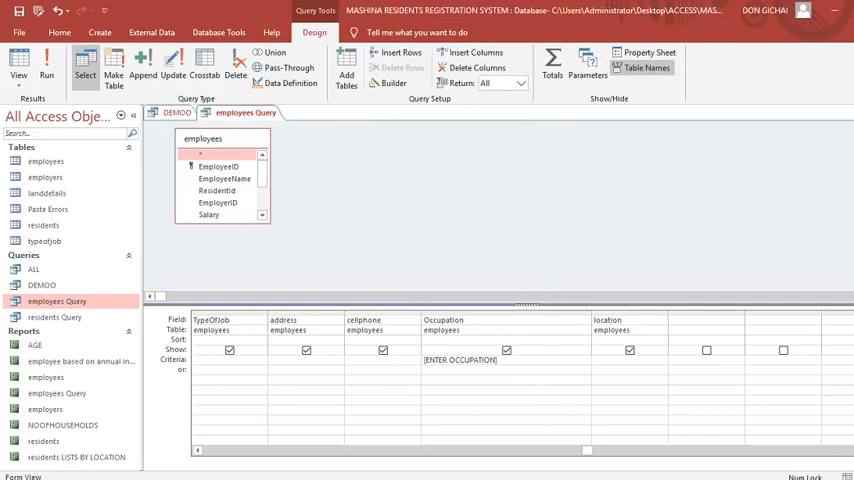 Query Tools
MASHINA RESIDENTS REGISTRATION SYSTEM : Database- C:\Users\Administrator\Desktop\ACCESS\MAS
DON GICHAI
File Home Create External Data Database Tools Help Design Tell me what you want to do
Union
Pass-Through
Data Definition
View Run Select Make Table Append Update Crosstab Delete
Add Tables
Insert Rows
Delete Rows
Builder
Insert Columns
Delete Columns
Return: All
Totals Parameters
Property Sheet
Table Names
Results Query Type Query Setup Show/Hide
All Access Obje...
Search...
Tables
employees
employers
landdetails
Paste Errors
residents
typeofjob
Queries
ALL
DEMOO
employees Query
residents Query
Reports
AGE
employee based on annual in...
employees
employees Query
employers
NOOFHOUSEHOLDS
residents
residents LISTS BY LOCATION
DEMOO employees Query
employees
*
EmployeeID
EmployeeName
ResidentId
EmployerID
Salary
Field: TypeOfJob address cellphone Occupation location
Table: employees employees employees employees employees
Sort:
Show:
Criteria: [ENTER OCCUPATION]
or:
Form View
Num Lock